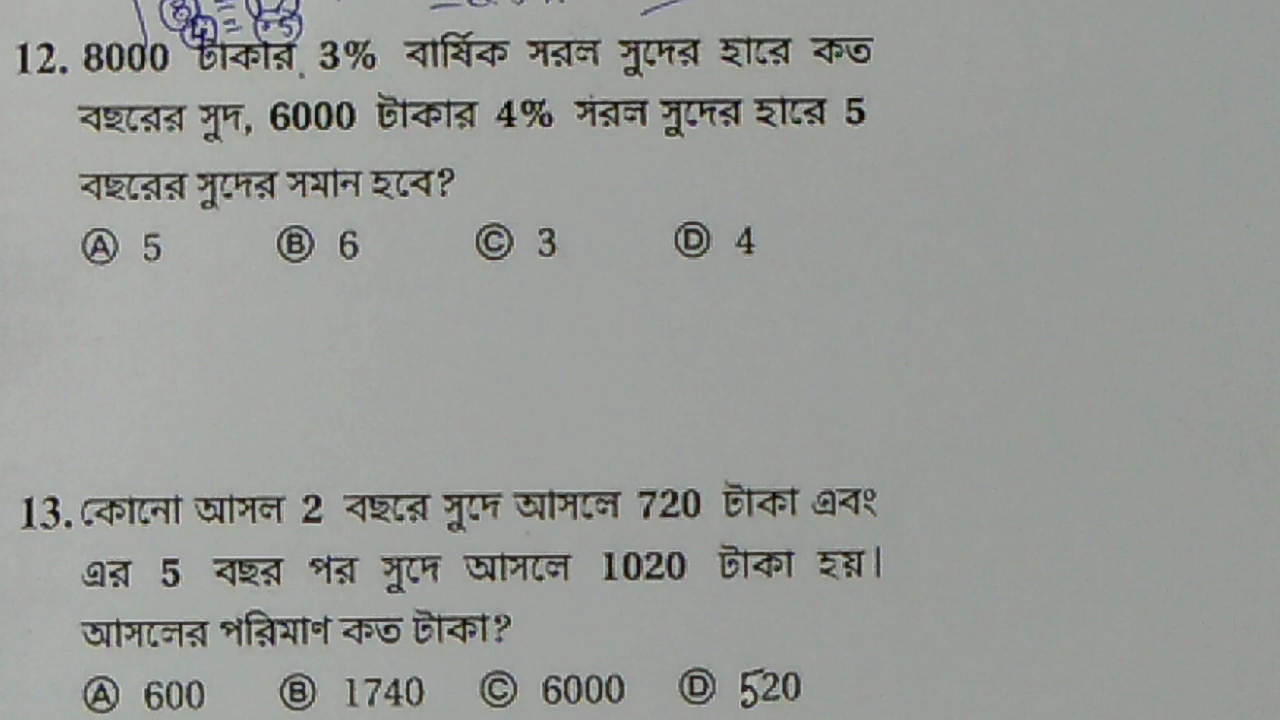 12. 8000 টাকার 3% বার্ষিক সরল সুদের হারে কত
বছরের সুদ, 6000 টাকার 4% সরল সুদের হারে 5
বছরের সুদের সমান হবে?
Ⓐ 5 Ⓑ 6 Ⓒ 3 Ⓓ 4
13. কোনো আসল 2 বছরে সুদে আসলে 720 টাকা এবং
এর 5 বছর পর সুদে আসলে 1020 টাকা হয়।
আসলের পরিমাণ কত টাকা?
Ⓐ 600 Ⓑ 1740 Ⓒ 6000 Ⓓ 520